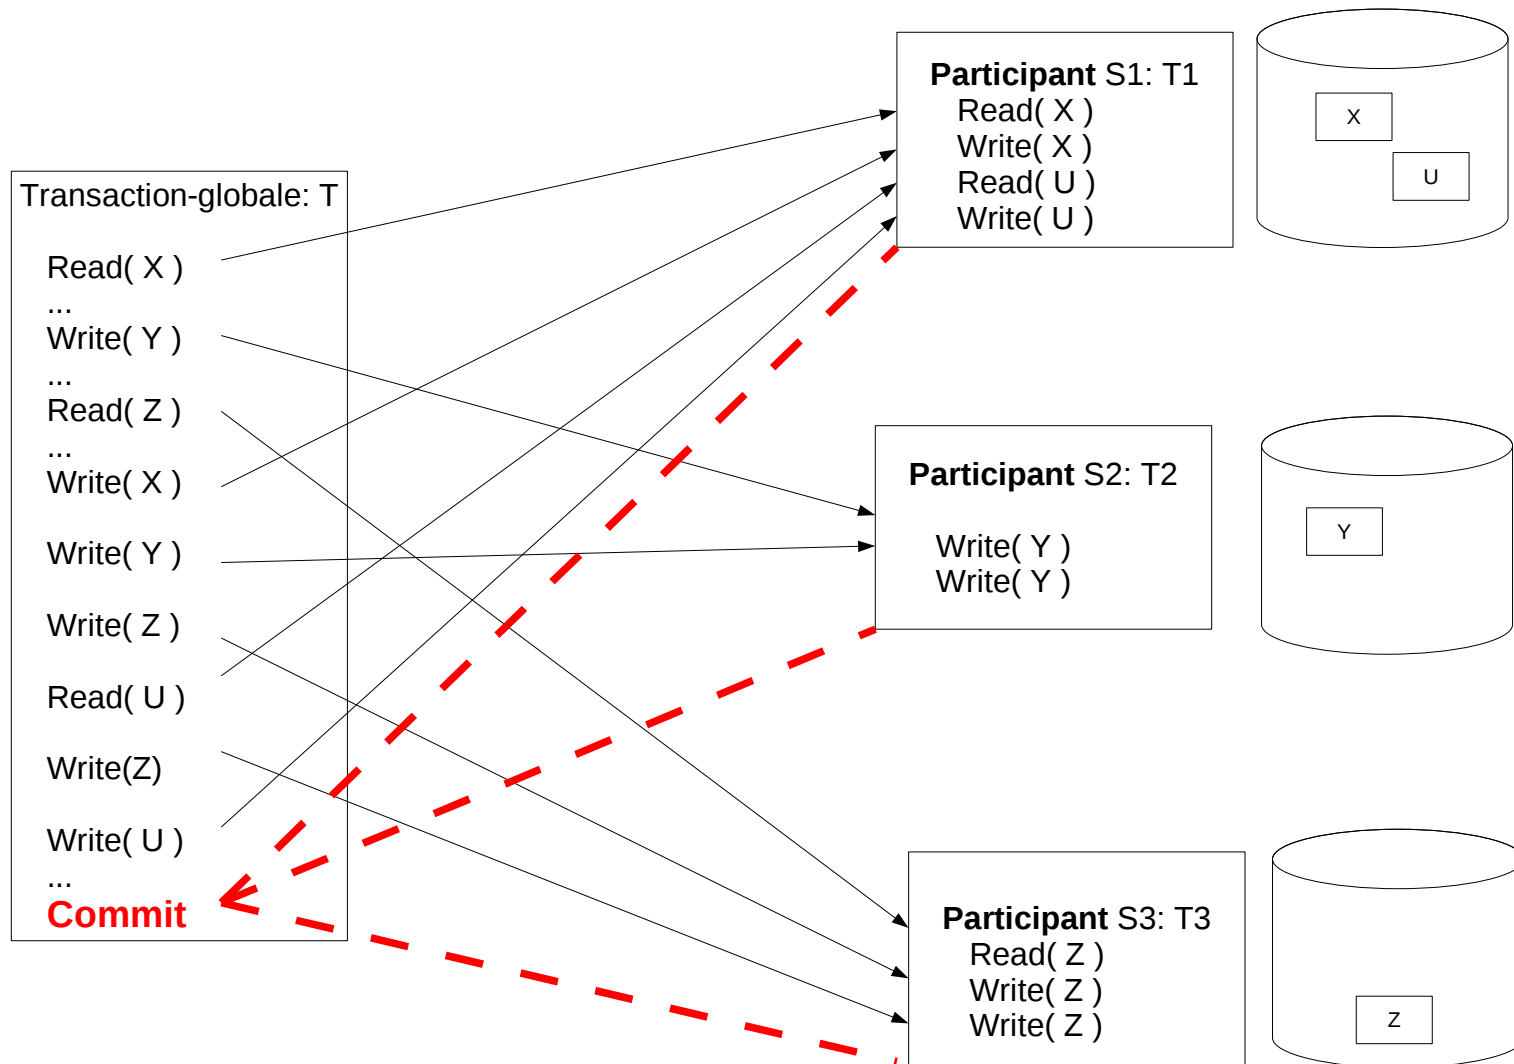 Transaction-globale: T
Read( X )
...
Write( Y )
...
Read( Z )
...
Write( X )
Write( Y )
Write( Z )
Read( U )
Write(Z)
Write( U )
...
Commit
Participant S1: T1
Read( X )
Write( X )
Read( U )
Write( U )
X
U
Participant S2: T2
Write( Y )
Write( Y )
Y
Participant S3: T3
Read( Z )
Write( Z )
Write( Z )
Z